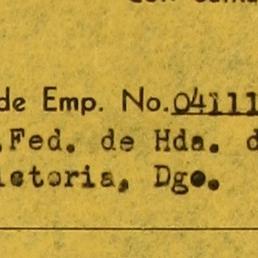 de Emp. No. 04111
Fed. de Hda. d
ictoria, Dgo.